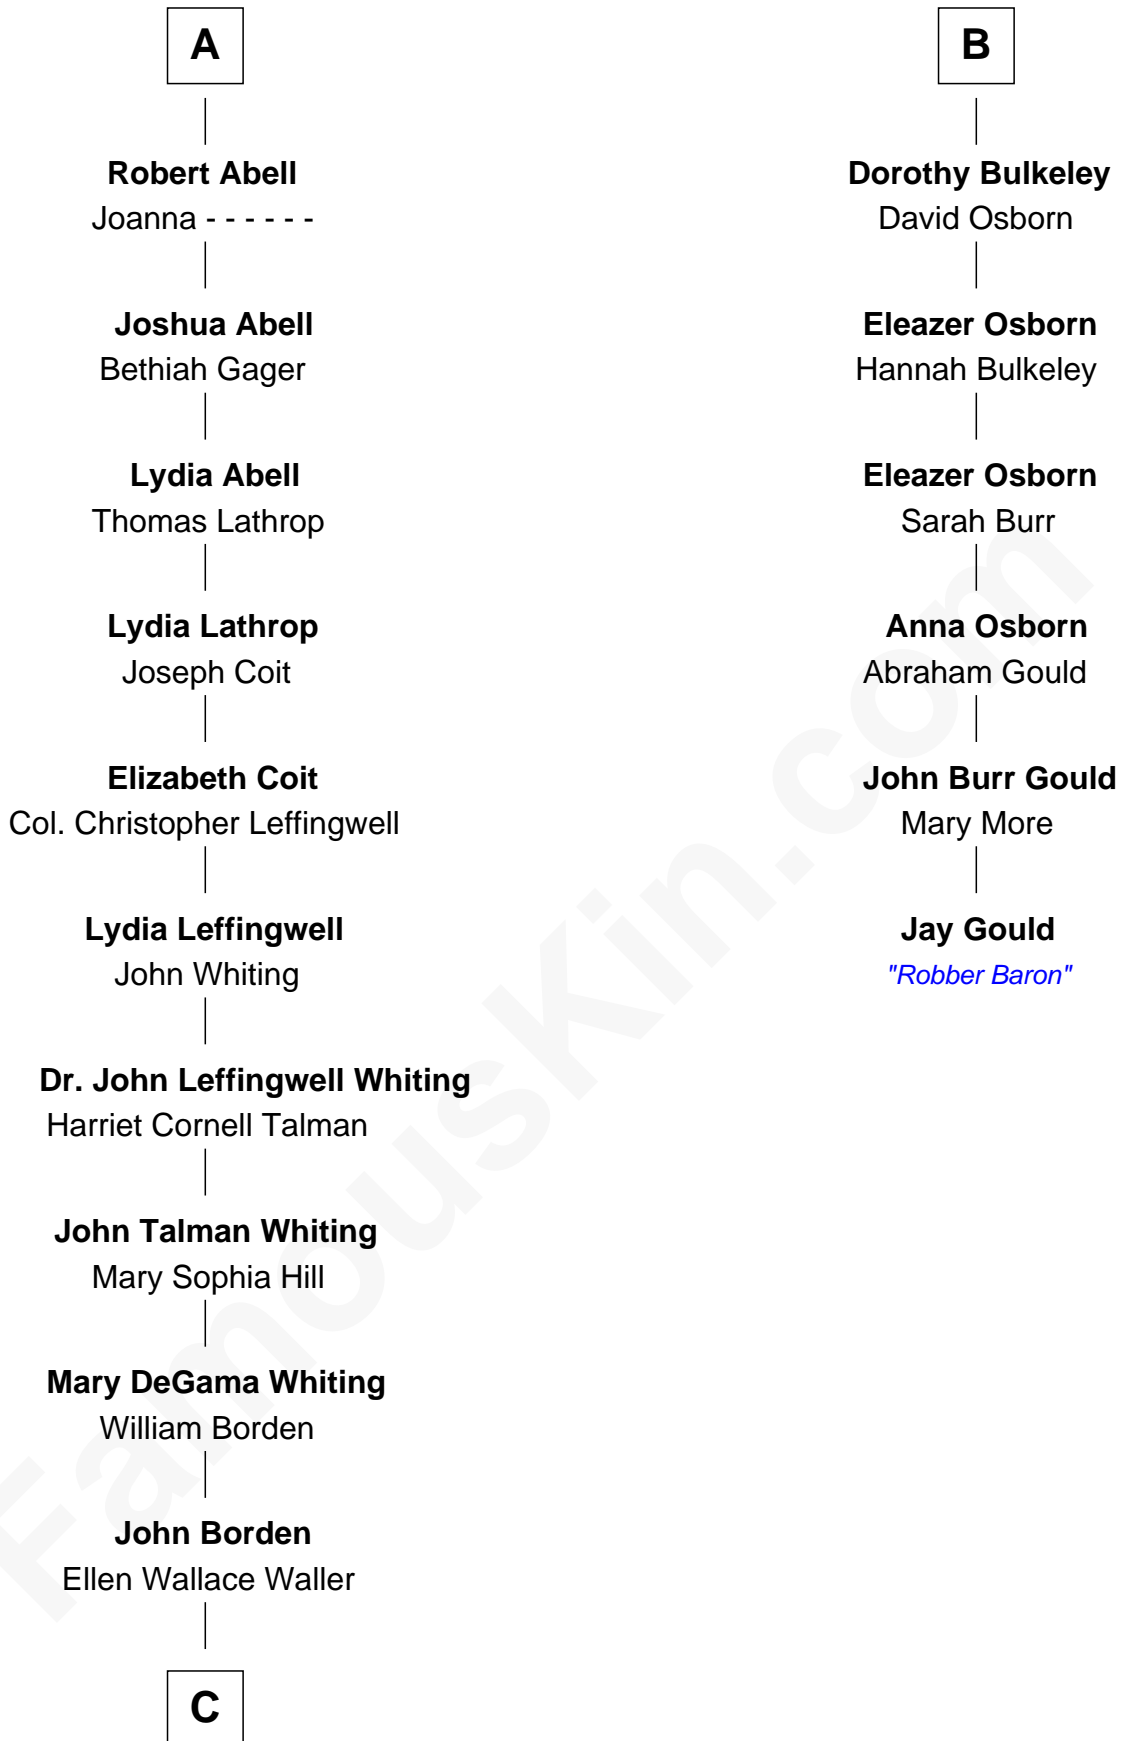 A
Robert Abell
Joanna - - - - - -
Joshua Abell
Bethiah Gager
Lydia Abell
Thomas Lathrop
Lydia Lathrop
Joseph Coit
Elizabeth Coit
Col. Christopher Leffingwell
Lydia Leffingwell
John Whiting
Dr. John Leffingwell Whiting
Harriet Cornell Talman
John Talman Whiting
Mary Sophia Hill
Mary DeGama Whiting
William Borden
John Borden
Ellen Wallace Waller
C
B
Dorothy Bulkeley
David Osborn
Eleazer Osborn
Hannah Bulkeley
Eleazer Osborn
Sarah Burr
Anna Osborn
Abraham Gould
John Burr Gould
Mary More
Jay Gould
"Robber Baron"
FamousKin.com